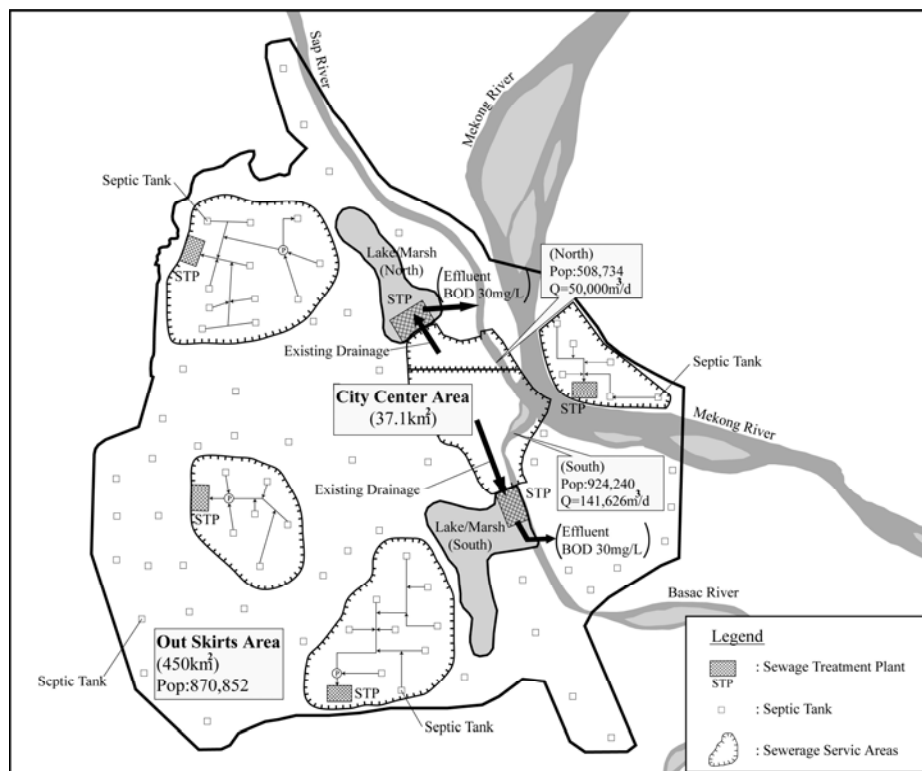 Sap River
Mekong River
Septic Tank
STP
Lake/Marsh
(North)
STP
(Effluent
BOD 30mg/L)
(North)
Pop:508,734
Q=50,000m3/d
Existing Drainage
Septic Tank
STP
City Center Area
(37.1km2)
Mekong River
(South)
Pop:924,240
Q=141,626m3/d
Existing Drainage
STP
P
STP
P
Lake/Marsh
(South)
(Effluent
BOD 30mg/L)
Basac River
Out Skirts Area
(450km2)
Pop:870,852
Scptic Tank
P
STP
Septic Tank
Legend
STP
: Sewage Treatment Plant
: Septic Tank
: Sewerage Servic Areas